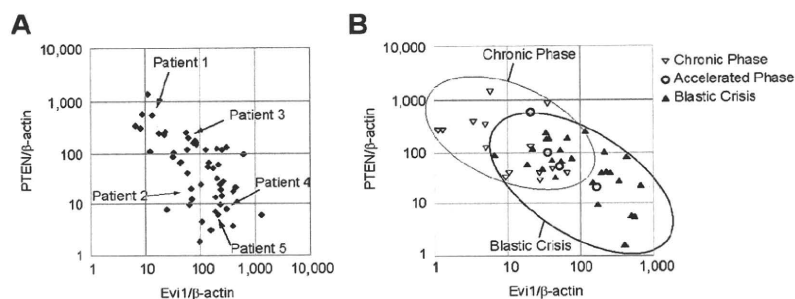 A
PTEN/β-actin
10,000
1,000
100
10
1
Patient 1
Patient 3
Patient 2
Patient 4
Patient 5
1 10 100 1,000 10,000
Evi1/β-actin
B
PTEN/β-actin
10,000
1,000
100
10
1
Chronic Phase
Blastic Crisis
1 10 100 1,000
Evi1/β-actin
Chronic Phase
Accelerated Phase
Blastic Crisis